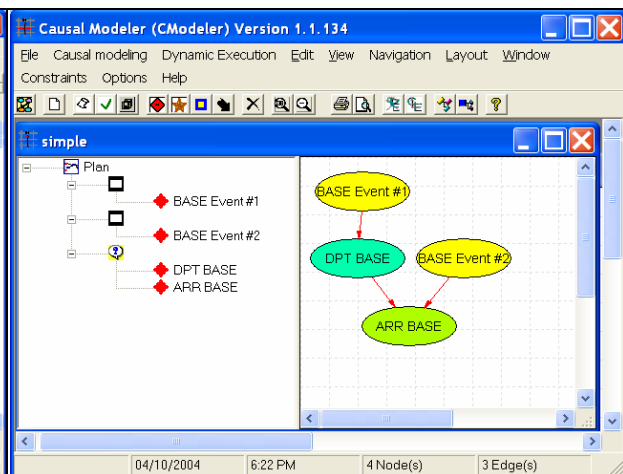 Causal Modeler (CModeler) Version 1.1.134
File Causal modeling Dynamic Execution Edit View Navigation Layout Window
Constraints Options Help
simple
Plan
BASE Event #1
BASE Event #2
DPT BASE
ARR BASE
BASE Event #1)
DPT BASE
BASE Event #2)
ARR BASE
04/10/2004 6:22 PM 4 Node(s) 3 Edge(s)